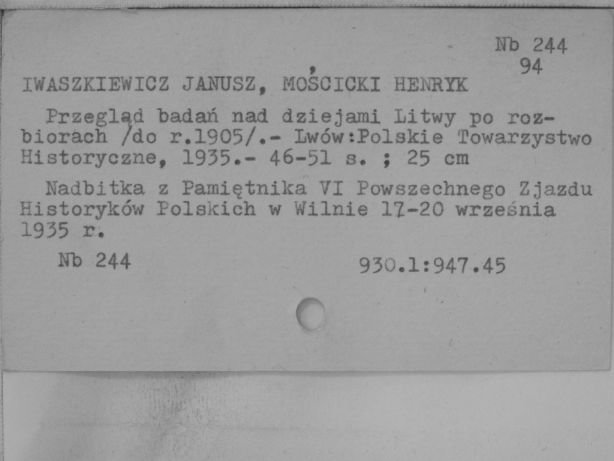 Nb 244
94
IWASZKIEWICZ JANUSZ, MOŚCICKI HENRYK
Przegląd badań nad dziejami Litwy po roz-
biorach /do r.1905/.- Lwów:Polskie Towarzystwo
Historyczne, 1935.- 46-51 s. ; 25 cm
Nadbitka z Pamiętnika VI Powszechnego Zjazdu
Historyków Polskich w Wilnie 17-20 września
1935 r.
Nb 244 930.1:947.45